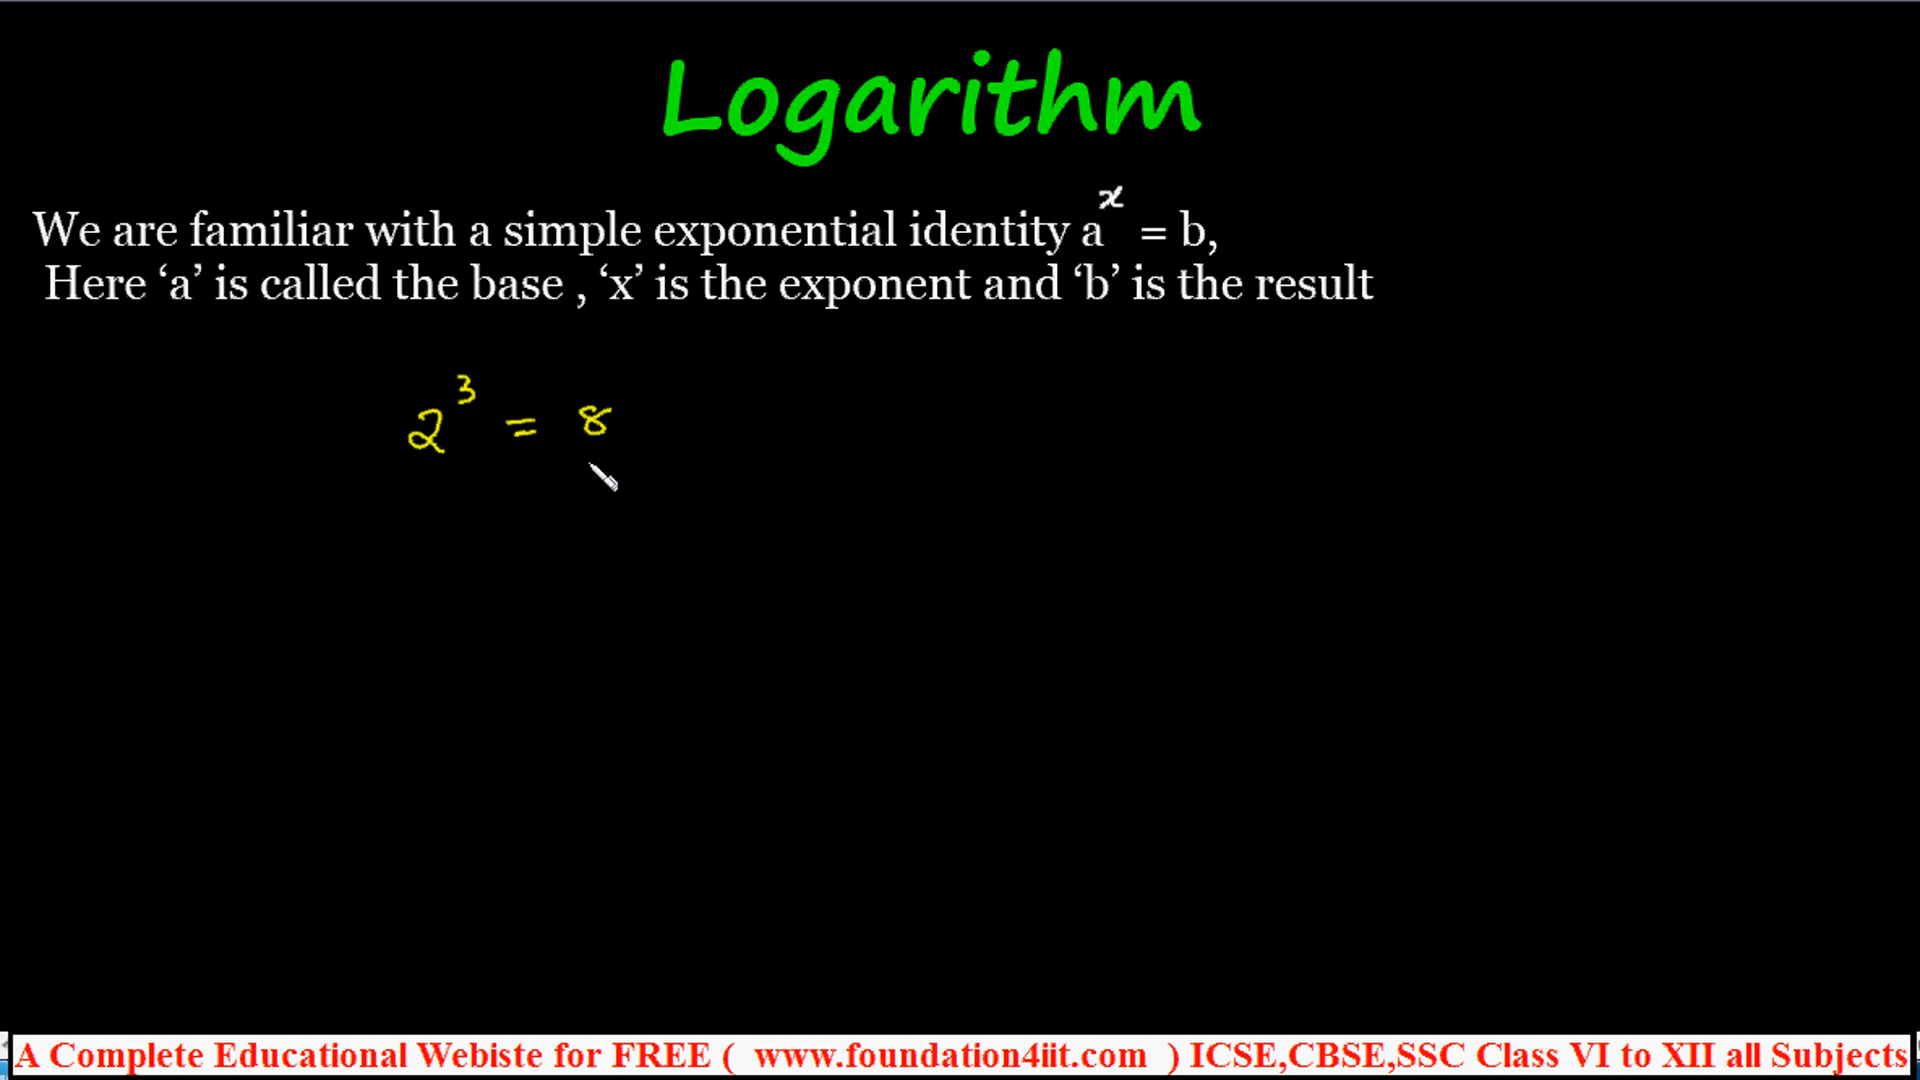 Logarithm
We are familiar with a simple exponential identity aˣ = b,
Here ‘a’ is called the base , ‘x’ is the exponent and ‘b’ is the result
2³ = 8
A Complete Educational Webiste for FREE ( www.foundation4iit.com ) ICSE,CBSE,SSC Class VI to XII all Subjects